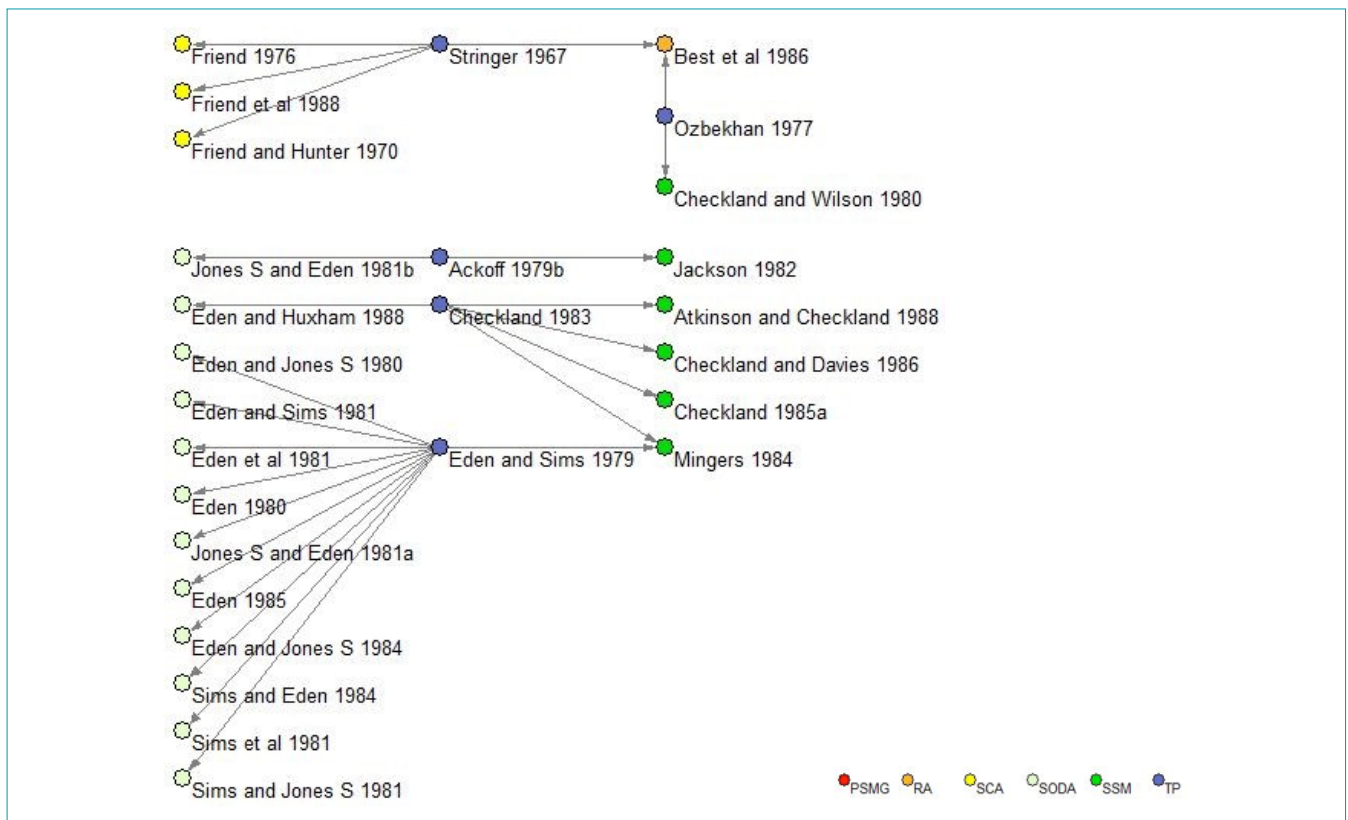 Friend 1976 Stringer 1967 Best et al 1986
Friend et al 1988
Ozbekhan 1977
Friend and Hunter 1970
Checkland and Wilson 1980
Jones S and Eden 1981b Ackoff 1979b Jackson 1982
Eden and Huxham 1988 Checkland 1983 Atkinson and Checkland 1988
Eden and Jones S 1980 Checkland and Davies 1986
Eden and Sims 1981 Checkland 1985a
Eden et al 1981 Eden and Sims 1979 Mingers 1984
Eden 1980
Jones S and Eden 1981a
Eden 1985
Eden and Jones S 1984
Sims and Eden 1984
Sims et al 1981
Sims and Jones S 1981
PSMG RA SCA SODA SSM TP